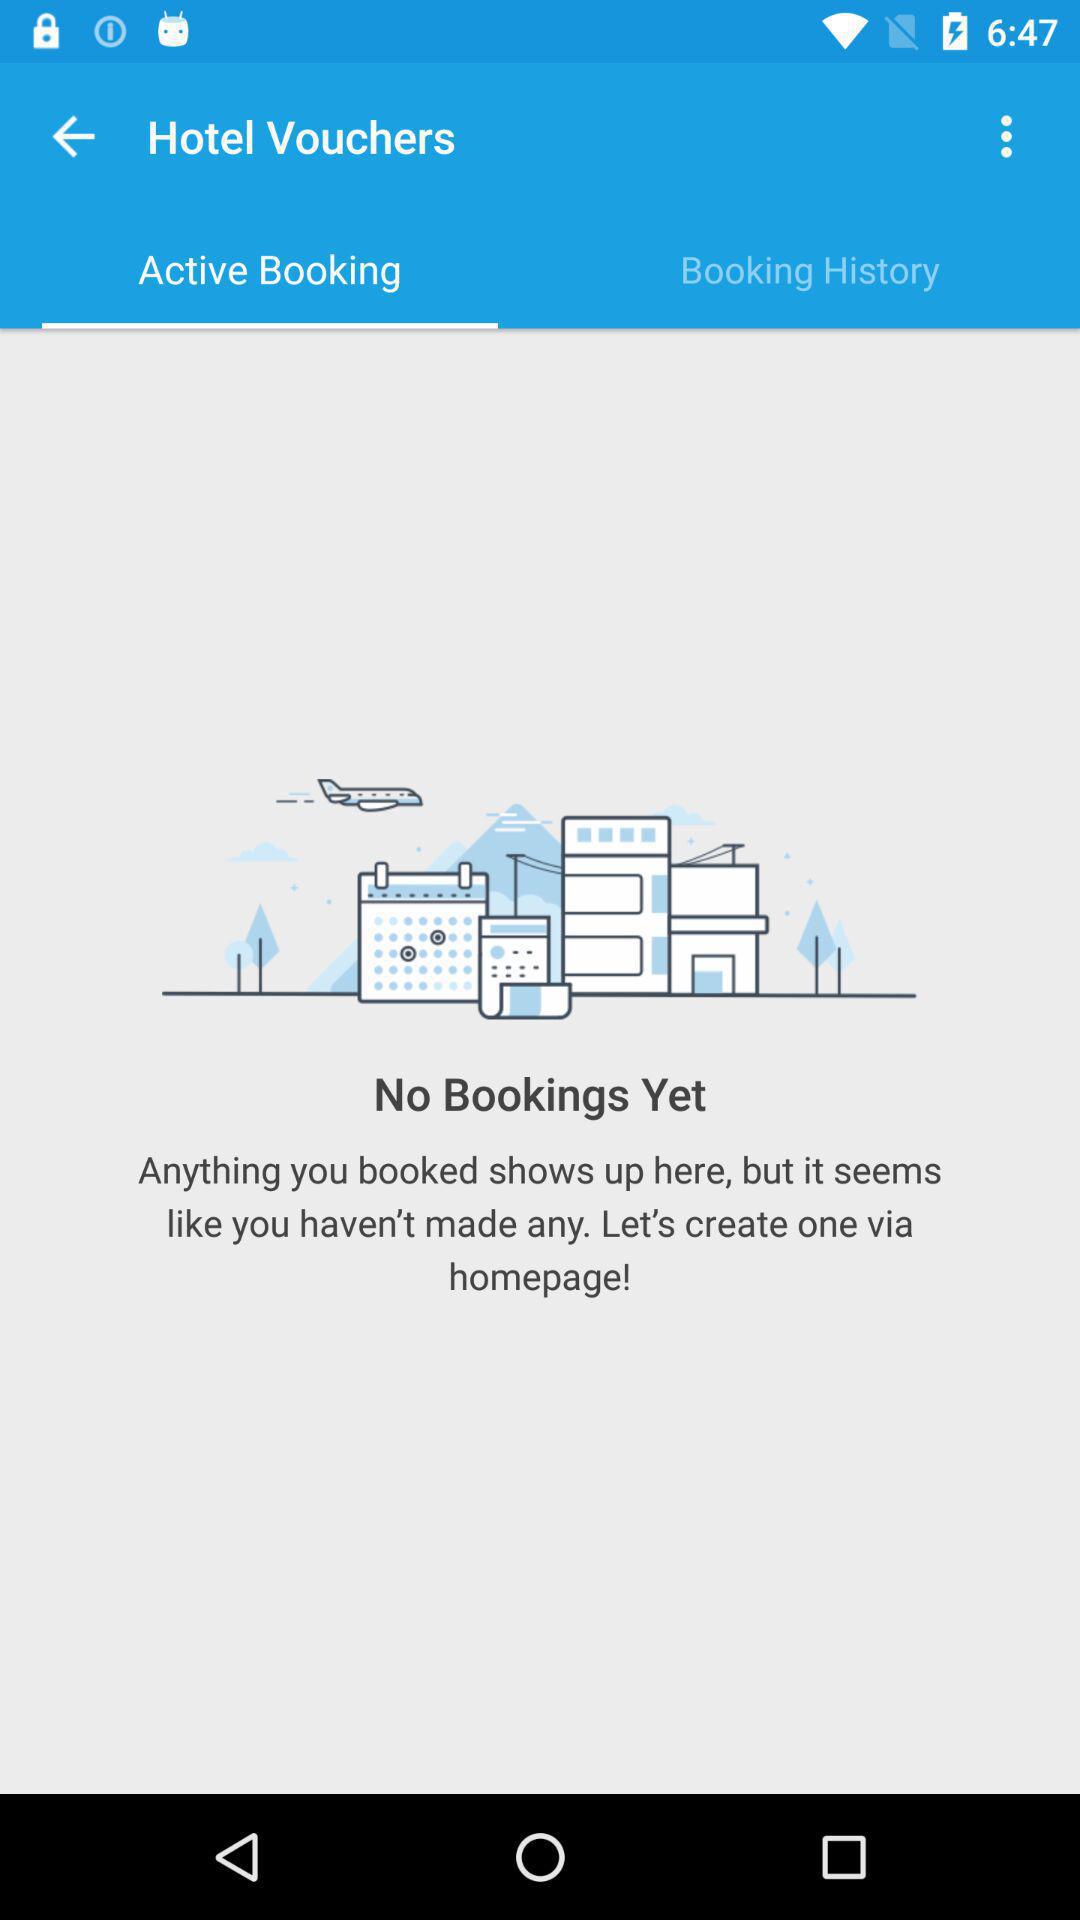 6:47
Hotel Vouchers
Active Booking
Booking History
No Bookings Yet
Anything you booked shows up here, but it seems
like you haven’t made any. Let’s create one via
homepage!